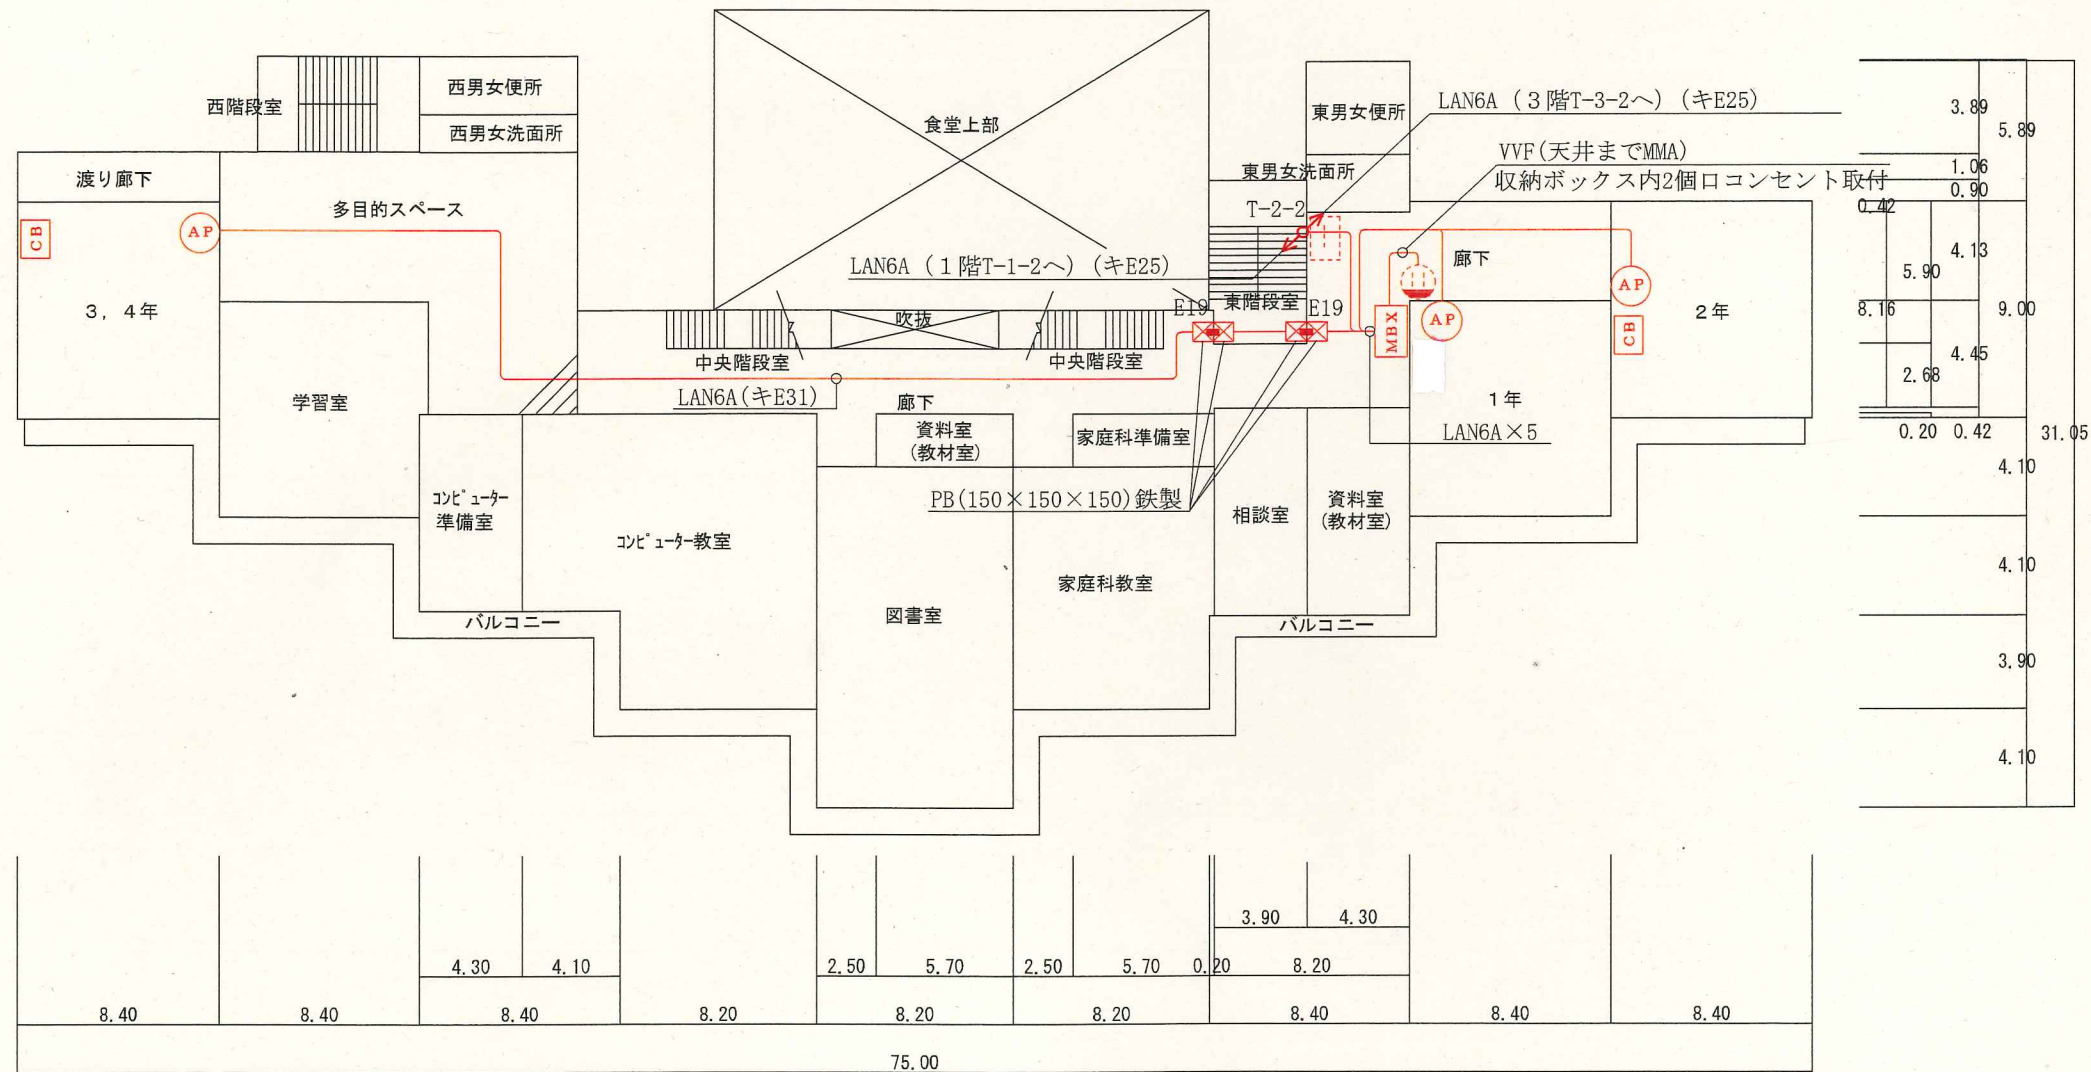 西階段室
西男女便所
西男女洗面所
渡り廊下
多目的スペース
CB
AP
3, 4年
学習室
食堂上部
東男女便所
東男女洗面所
LAN6A (3階T-3-2へ) (キE25)
VVF(天井までMMA)
収納ボックス内2個口コンセント取付
T-2-2
LAN6A (1階T-1-2へ) (キE25)
廊下
東階段室
E19
E19
吹抜
中央階段室
中央階段室
MBX
AP
AP
CB
2年
1年
LAN6A(キE31)
廊下
資料室
(教材室)
家庭科準備室
LAN6A×5
PB(150×150×150)鉄製
コンピューター
準備室
コンピューター教室
図書室
家庭科教室
相談室
資料室
(教材室)
バルコニー
バルコニー
3.89
5.89
1.06
0.90
0.42
4.13
5.90
8.16
9.00
4.45
2.68
0.20
0.42
31.05
4.10
4.10
3.90
4.10
3.90
4.30
4.30
4.10
2.50
5.70
2.50
5.70
0.20
8.20
8.40
8.40
8.40
8.20
8.20
8.20
8.40
8.40
8.40
75.00